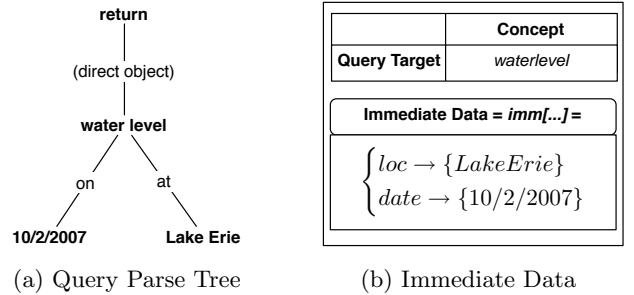 return
(direct object)
water level
on at
10/2/2007 Lake Erie
(a) Query Parse Tree
Concept
Query Target waterlevel
Immediate Data = imm[...] =
{loc → {LakeErie}
date → {10/2/2007}
(b) Immediate Data